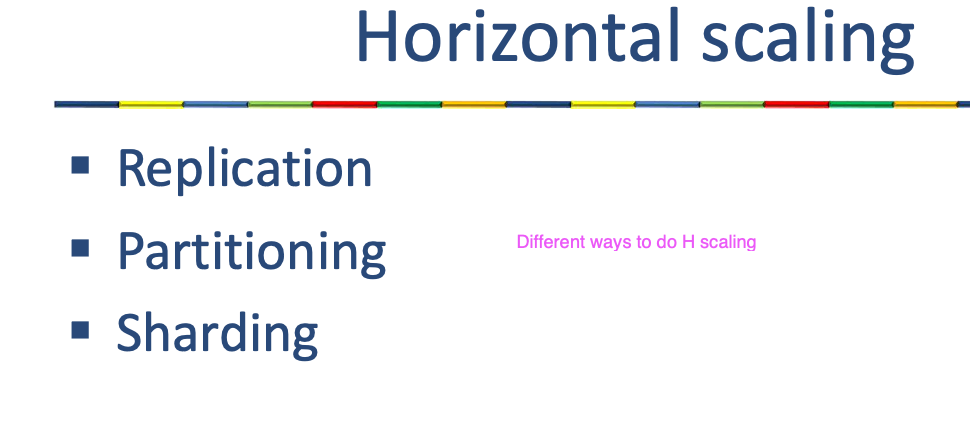 Horizontal scaling
Replication
Partitioning
Different ways to do H scaling
Sharding